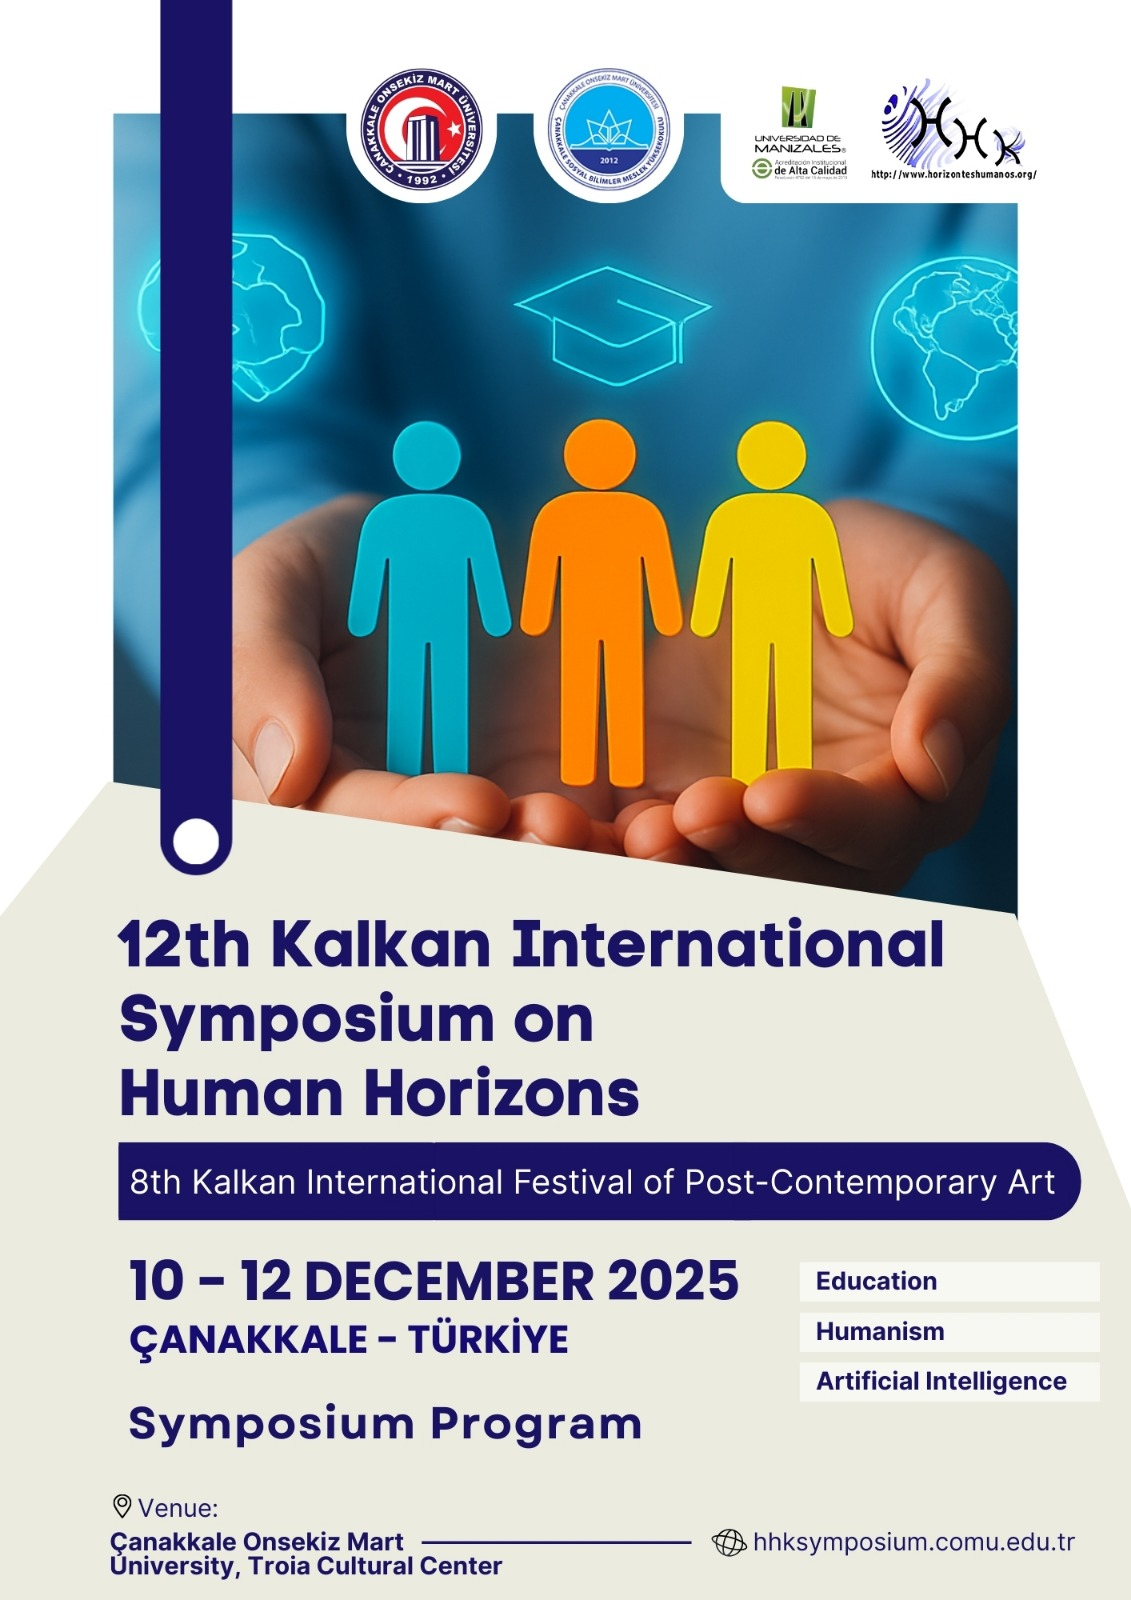 ÇANAKKALE ONSEKİZ MART ÜNİVERSİTESİ
• 1992 •
ÇANAKKALE ONSEKİZ MART ÜNİVERSİTESİ
ÇANAKKALE SOSYAL BİLİMLER MESLEK YÜKSEKOKULU
2012
UNIVERSIDAD DE
MANIZALES®
Acreditación Institucional
de Alta Calidad
HHK
http://www.horizonteshumanos.org/
12th Kalkan International
Symposium on
Human Horizons
8th Kalkan International Festival of Post-Contemporary Art
10 – 12 DECEMBER 2025
ÇANAKKALE – TÜRKİYE
Education
Humanism
Artificial Intelligence
Symposium Program
Venue:
Çanakkale Onsekiz Mart
University, Troia Cultural Center
hhksymposium.comu.edu.tr